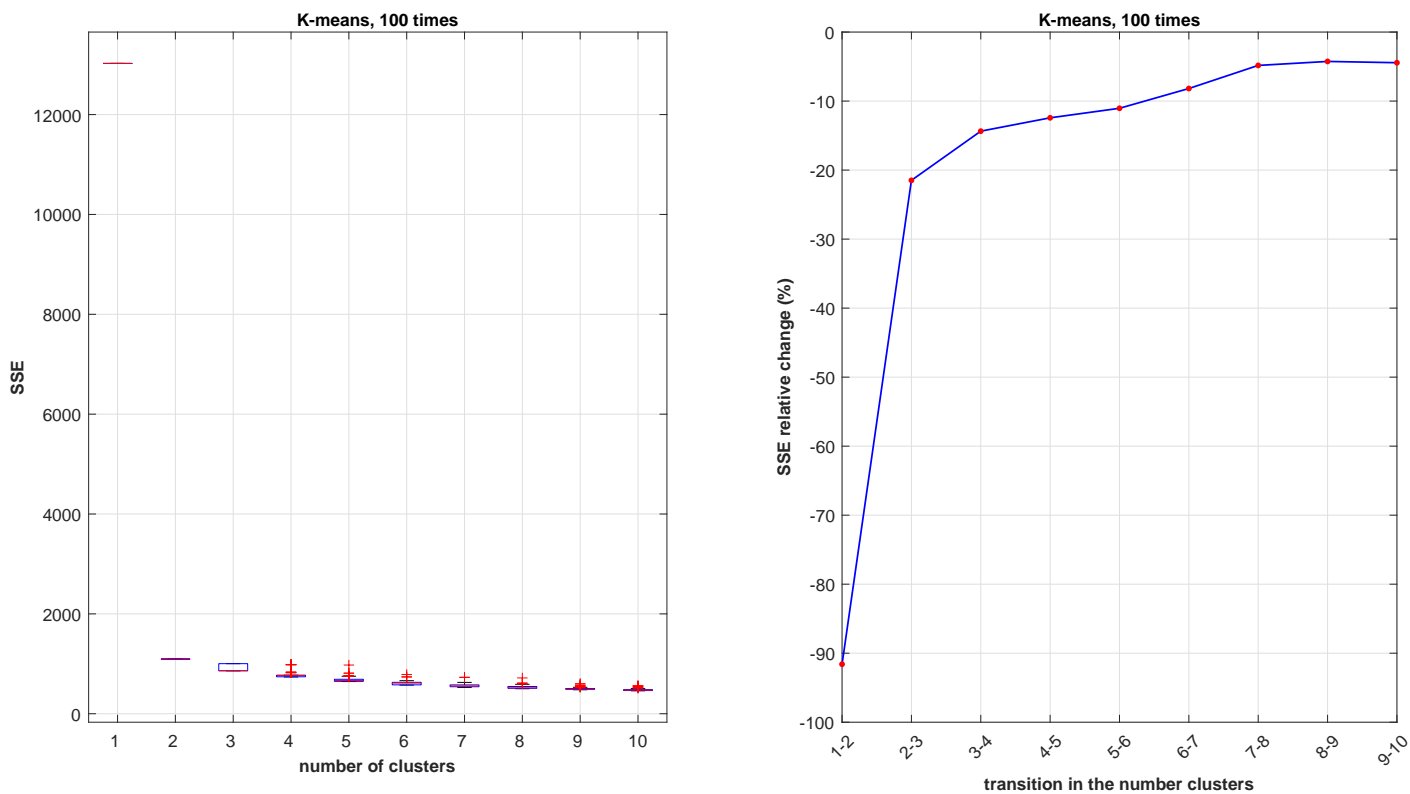 K-means, 100 times
SSE
12000
10000
8000
6000
4000
2000
0
1 2 3 4 5 6 7 8 9 10
number of clusters
K-means, 100 times
SSE relative change (%)
0
-10
-20
-30
-40
-50
-60
-70
-80
-90
-100
1-2 2-3 3-4 4-5 5-6 6-7 7-8 8-9 9-10
transition in the number clusters